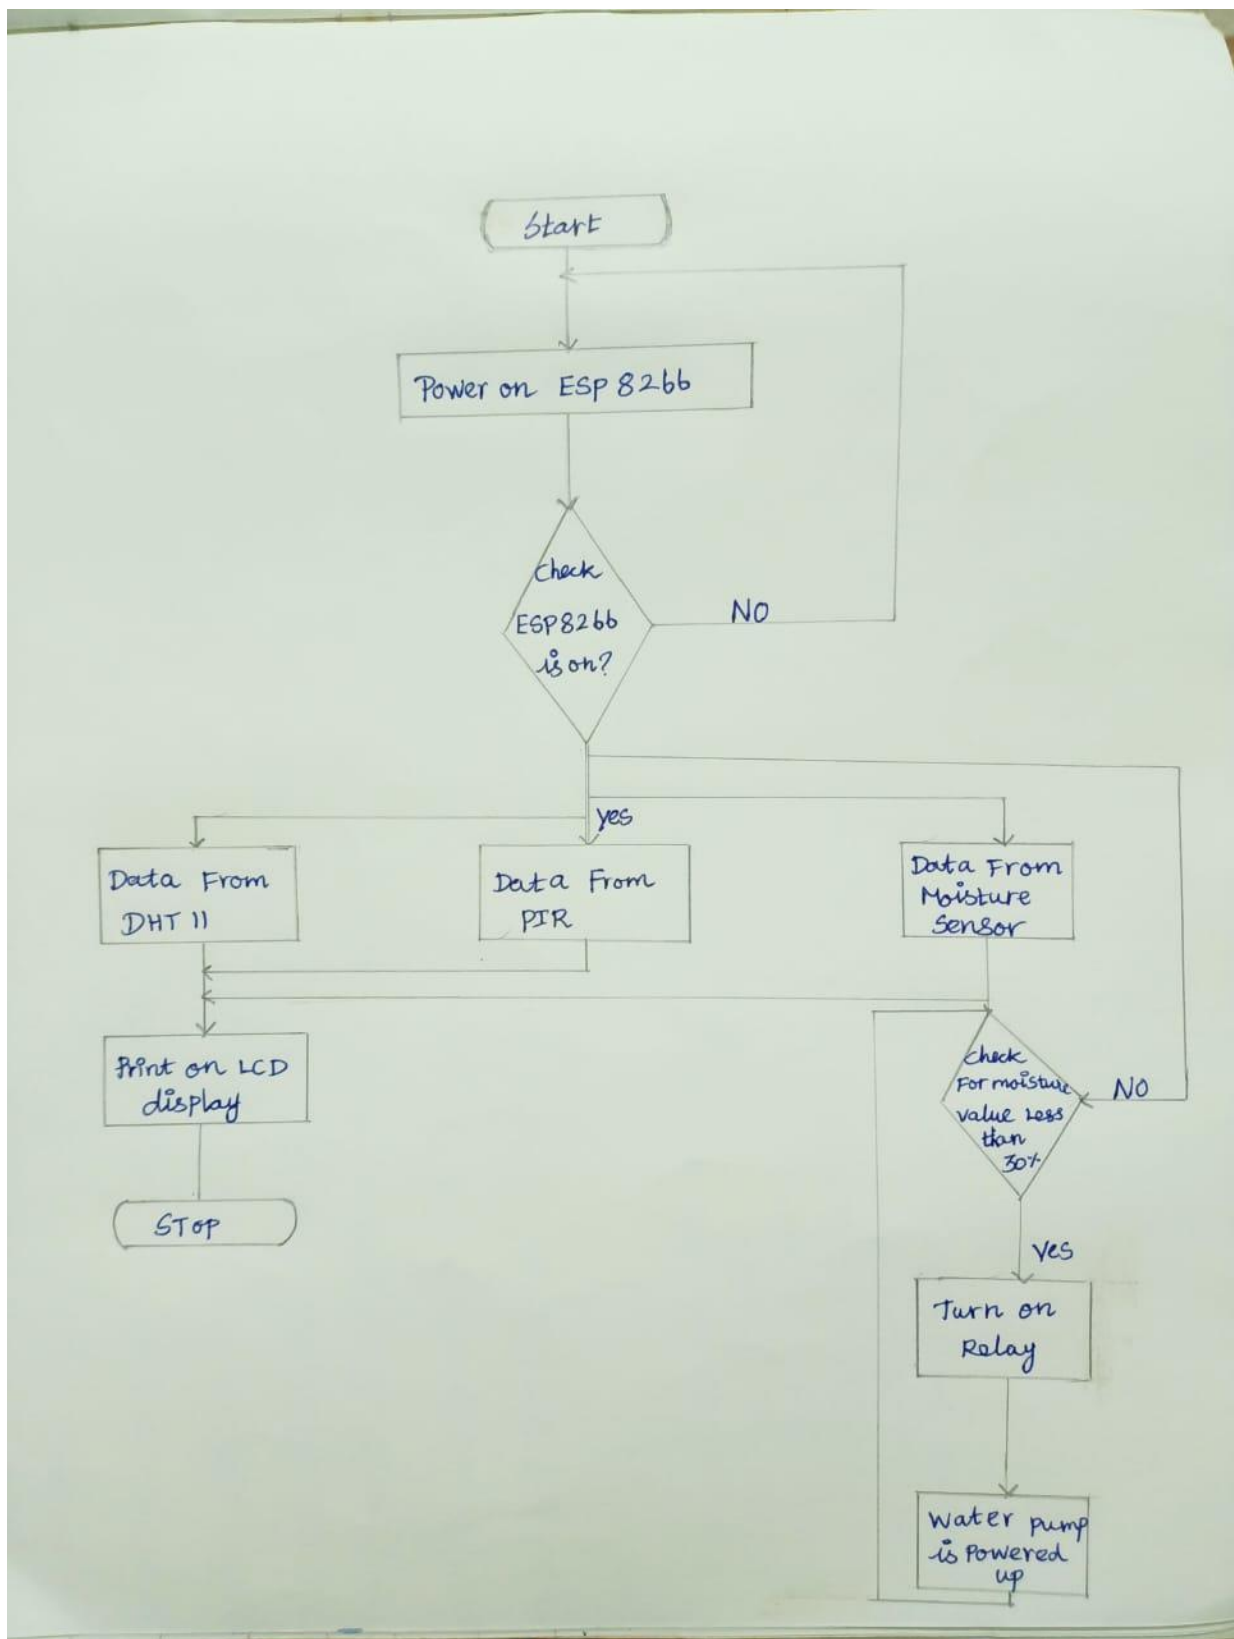 Start
Power on ESP 8266
Check
ESP8266
is on?
NO
yes
Data From
DHT 11
Data From
PIR
Data From
Moisture
Sensor
Print on LCD
display
STOP
Check
For moisture
value Less
than
30%
NO
Yes
Turn on
Relay
Water pump
is Powered
up